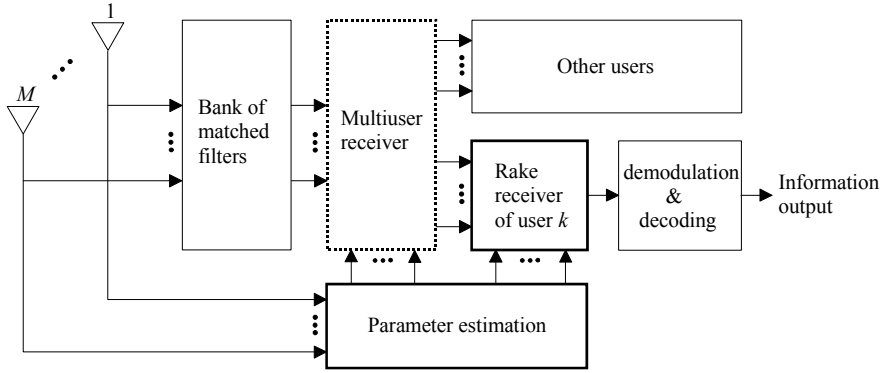 1
M
Bank of
matched
filters
Multiuser
receiver
Other users
Rake
receiver
of user k
demodulation
&
decoding
Information
output
Parameter estimation